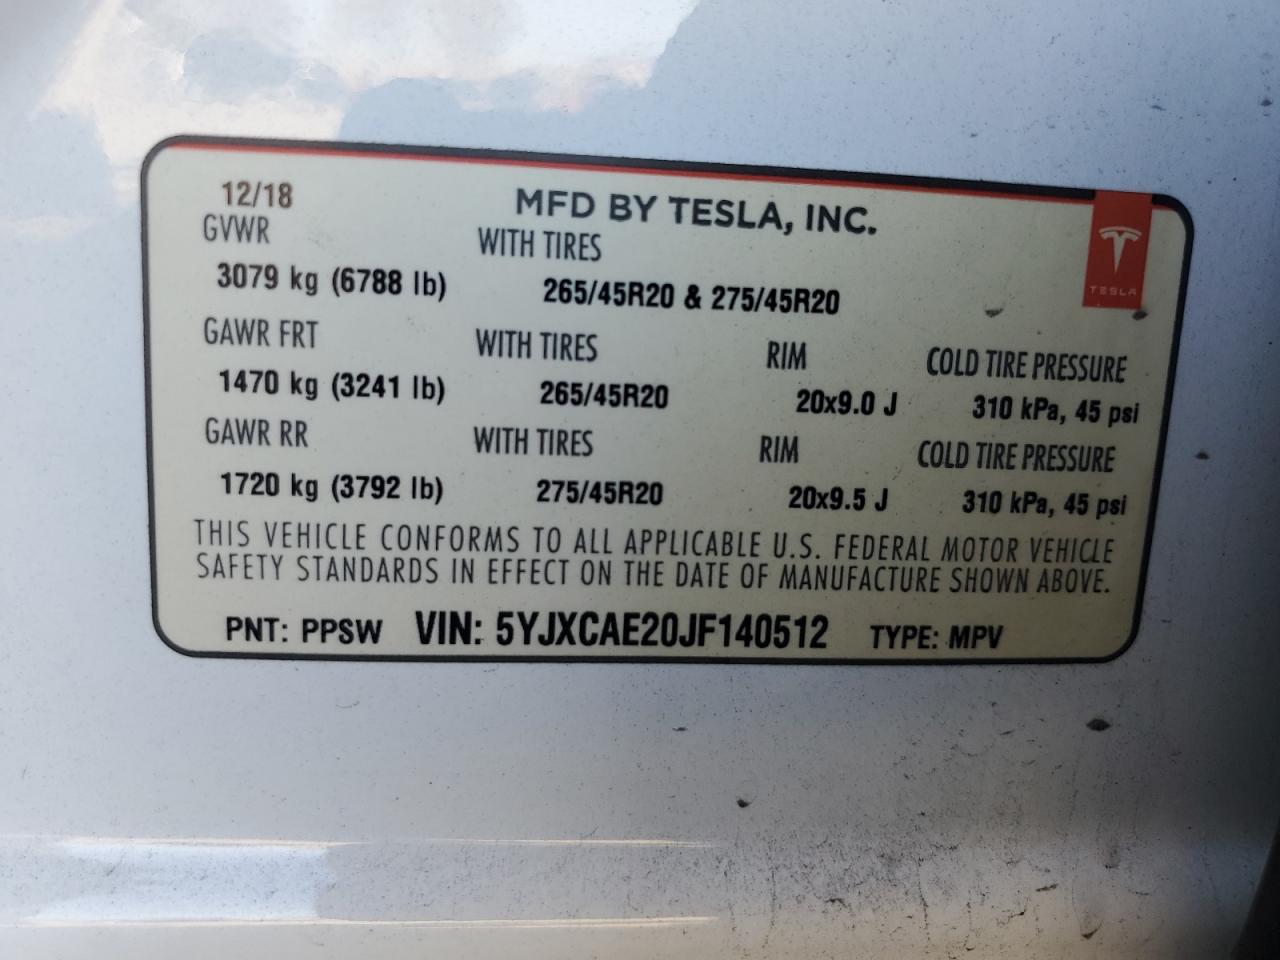 12/18
MFD BY TESLA, INC.
TESLA
GVWR WITH TIRES
3079 kg (6788 lb) 265/45R20 & 275/45R20
GAWR FRT WITH TIRES RIM COLD TIRE PRESSURE
1470 kg (3241 lb) 265/45R20 20x9.0 J 310 kPa, 45 psi
GAWR RR WITH TIRES RIM COLD TIRE PRESSURE
1720 kg (3792 lb) 275/45R20 20x9.5 J 310 kPa, 45 psi
THIS VEHICLE CONFORMS TO ALL APPLICABLE U.S. FEDERAL MOTOR VEHICLE
SAFETY STANDARDS IN EFFECT ON THE DATE OF MANUFACTURE SHOWN ABOVE.
PNT: PPSW VIN: 5YJXCAE20JF140512 TYPE: MPV